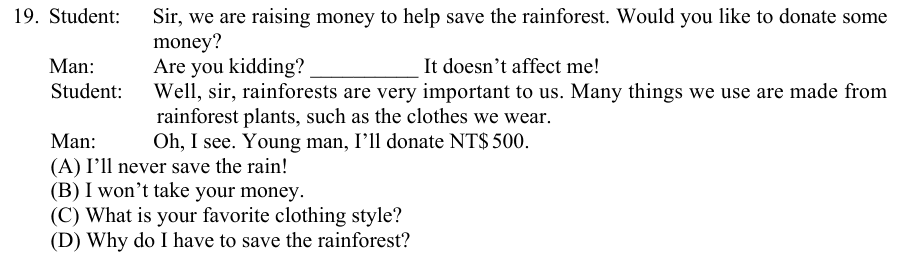 19. Student: Sir, we are raising money to help save the rainforest. Would you like to donate some
money?
Man: Are you kidding? __________ It doesn't affect me!
Student: Well, sir, rainforests are very important to us. Many things we use are made from
rainforest plants, such as the clothes we wear.
Man: Oh, I see. Young man, I'll donate NT$500.
(A) I'll never save the rain!
(B) I won't take your money.
(C) What is your favorite clothing style?
(D) Why do I have to save the rainforest?